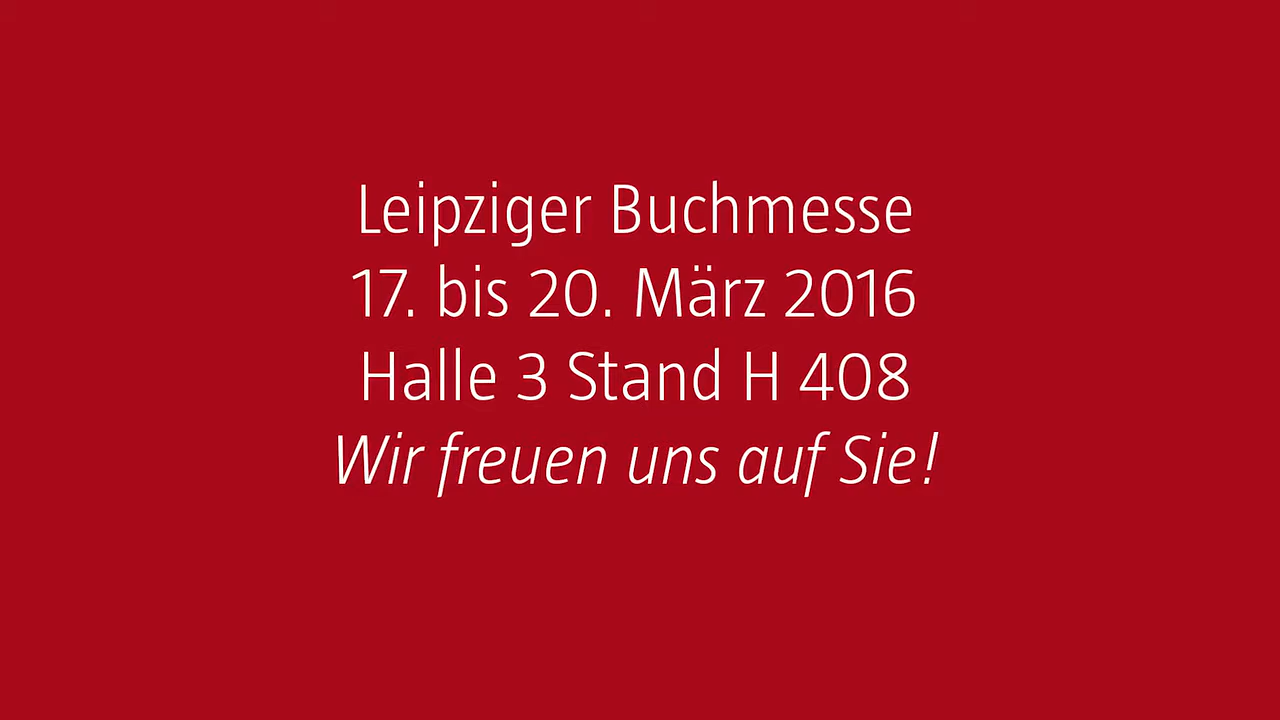 Leipziger Buchmesse
17. bis 20. März 2016
Halle 3 Stand H 408
Wir freuen uns auf Sie!